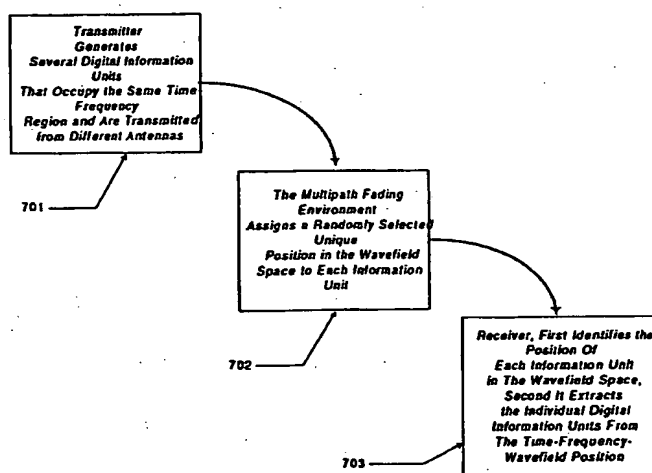 Transmitter
Generates
Several Digital Information
Units
That Occupy the Same Time
Frequency
Region and Are Transmitted
from Different Antennas
701
The Multipath Fading
Environment
Assigns a Randomly Selected
Unique
Position in the Wavefield
Space to Each Information
Unit
702
Receiver, First Identifies the
Position Of
Each Information Unit
in The Wavefield Space,
Second It Extracts
the Individual Digital
Information Units From
The Time-Frequency-
Wavefield Position
703